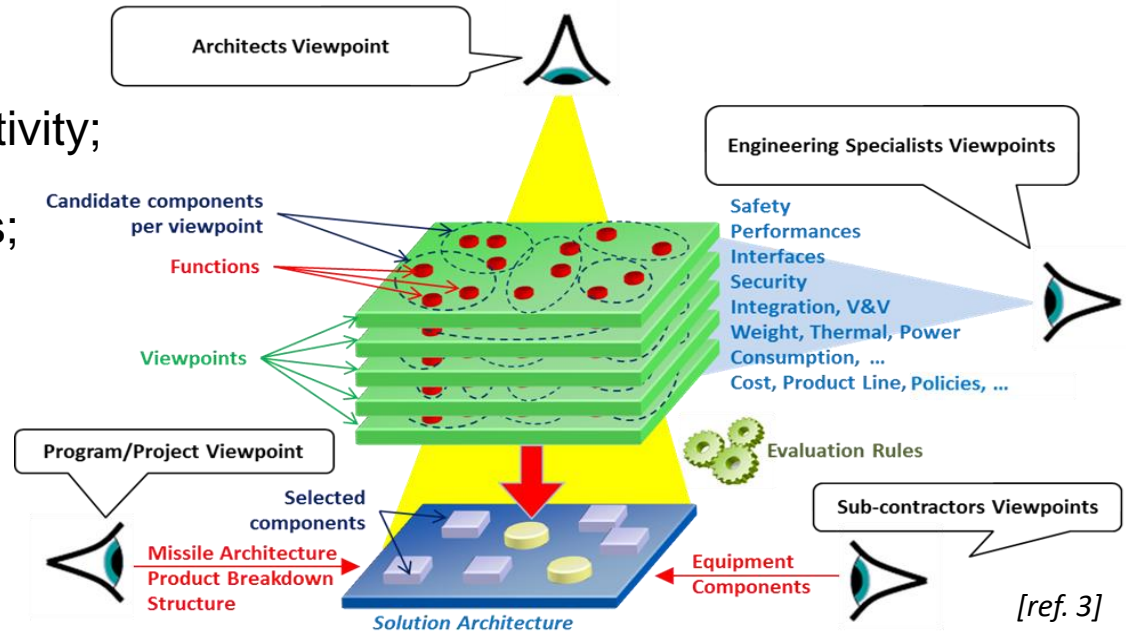 Architects Viewpoint
tivity;
s;
Engineering Specialists Viewpoints
Candidate components
per viewpoint
Functions
Viewpoints
Safety
Performances
Interfaces
Security
Integration, V&V
Weight, Thermal, Power
Consumption, ...
Cost, Product Line, Policies, ...
Program/Project Viewpoint
Evaluation Rules
Selected
components
Sub-contractors Viewpoints
Missile Architecture
Product Breakdown
Structure
Equipment
Components
Solution Architecture
[ref. 3]